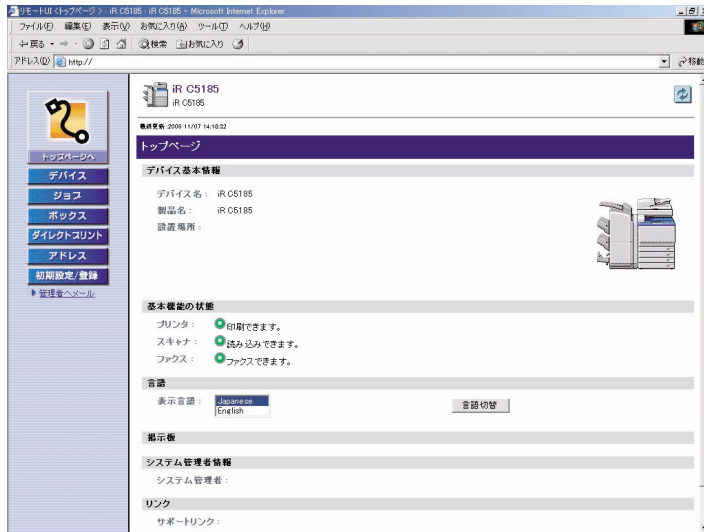 リモートUI <トップページ> : iR C5185 : iR C5185 - Microsoft Internet Explorer
ファイル(F) 編集(E) 表示(V) お気に入り(A) ツール(T) ヘルプ(H)
戻る
検索 お気に入り
アドレス(D) http:// 移動
iR C5185
iR C5185
最終更新 :2006 11/07 14:18:32
トップページへ
デバイス
ジョブ
ボックス
ダイレクトプリント
アドレス
初期設定/登録
管理者へメール
トップページ
デバイス基本情報
デバイス名 : iR C5185
製品名 : iR C5185
設置場所 :
基本機能の状態
プリンタ : 印刷できます。
スキャナ : 読み込みできます。
ファクス : ファクスできます。
言語
表示言語 : Japanese
English
言語切替
掲示板
システム管理者情報
システム管理者 :
リンク
サポートリンク :